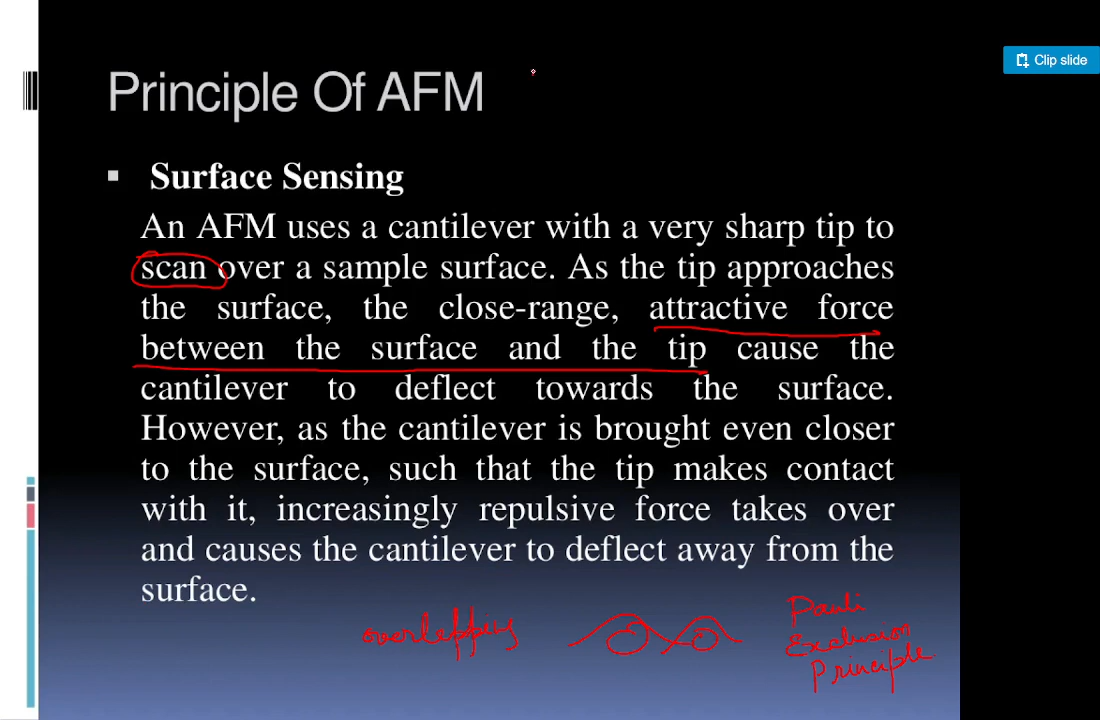 Clip slide
Principle Of AFM
▪ Surface Sensing
An AFM uses a cantilever with a very sharp tip to
scan over a sample surface. As the tip approaches
the surface, the close-range, attractive force
between the surface and the tip cause the
cantilever to deflect towards the surface.
However, as the cantilever is brought even closer
to the surface, such that the tip makes contact
with it, increasingly repulsive force takes over
and causes the cantilever to deflect away from the
surface.
overlapping
Pauli
Exclusion
Principle